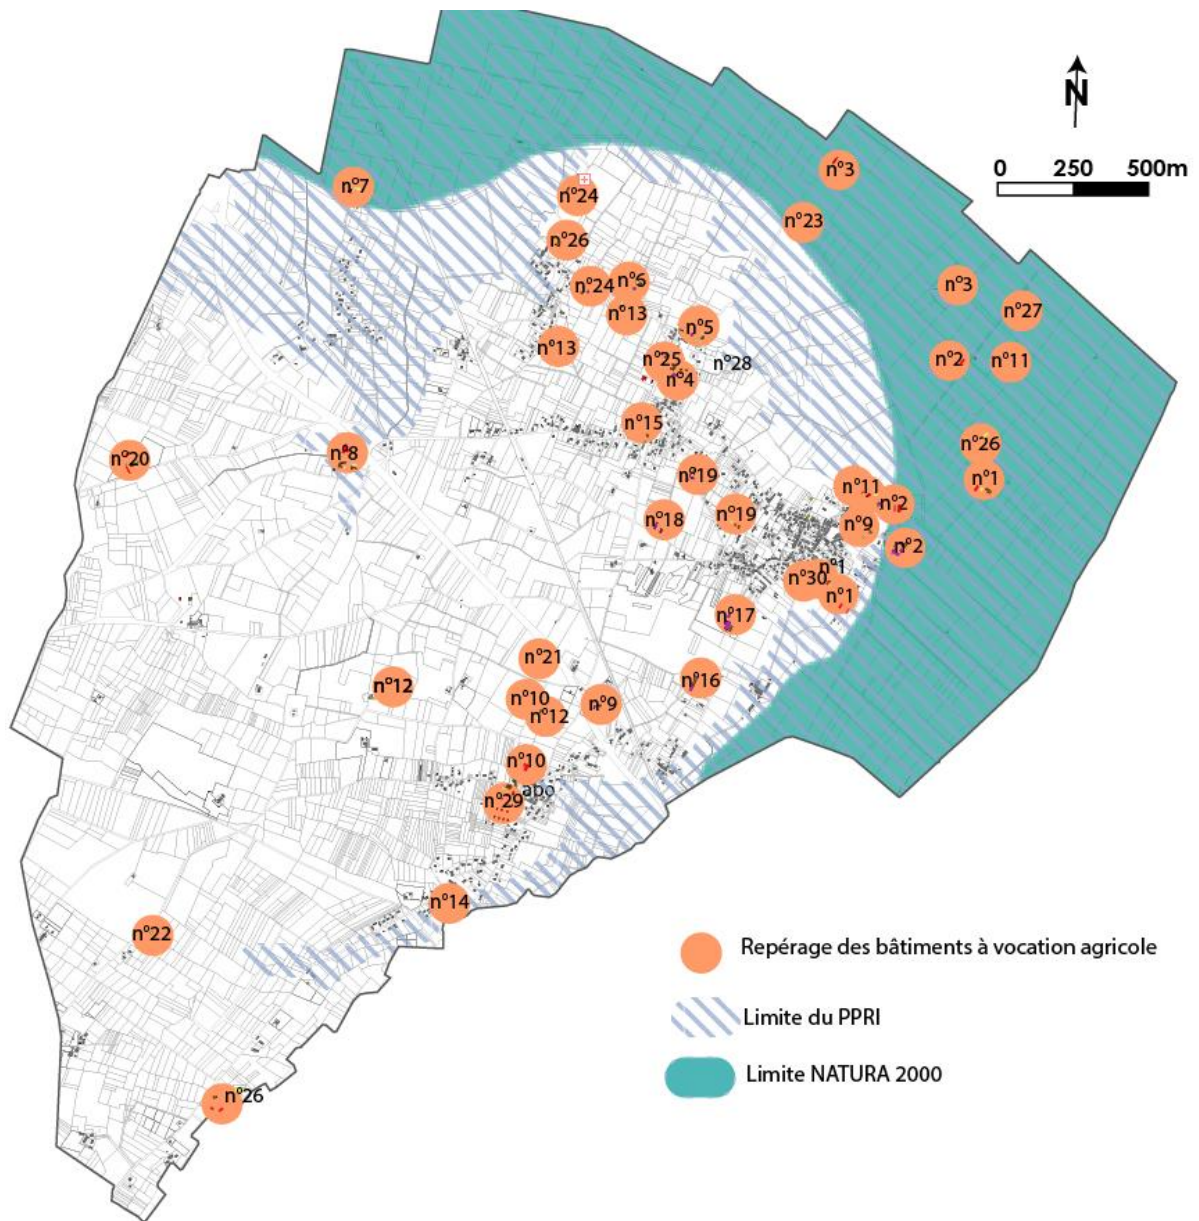 N
0 250 500m
n°3
n°7
n°24
n°23
n°26
n°24
n°6
n°3
n°13
n°27
n°5
n°13
n°25
n°28
n°2
n°11
n°4
n°15
n°26
n°20
n°8
n°19
n°1
n°11
n°2
n°18
n°19
n°9
n°2
n°1
n°30
n°1
n°17
n°21
n°12
n°16
n°10
n°9
n°12
n°10
abo
n°29
n°14
n°22
n°26
Repérage des bâtiments à vocation agricole
Limite du PPRI
Limite NATURA 2000